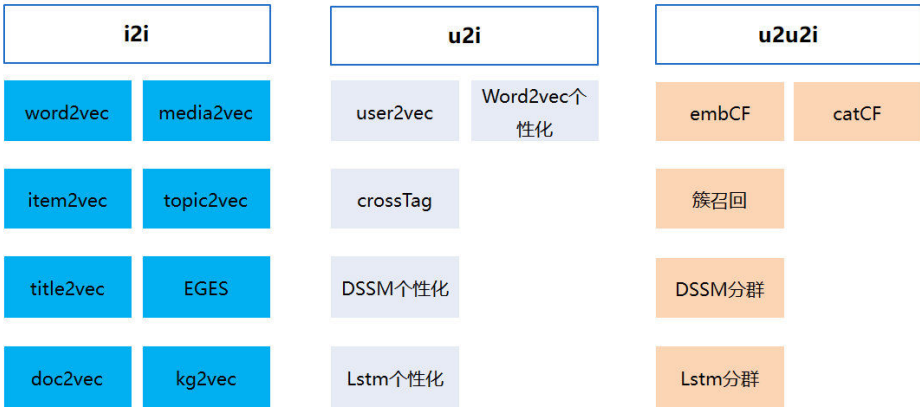 i2i
u2i
u2u2i
word2vec
media2vec
user2vec
Word2vec个
性化
embCF
catCF
item2vec
topic2vec
crossTag
簇召回
title2vec
EGES
DSSM个性化
DSSM分群
doc2vec
kg2vec
Lstm个性化
Lstm分群